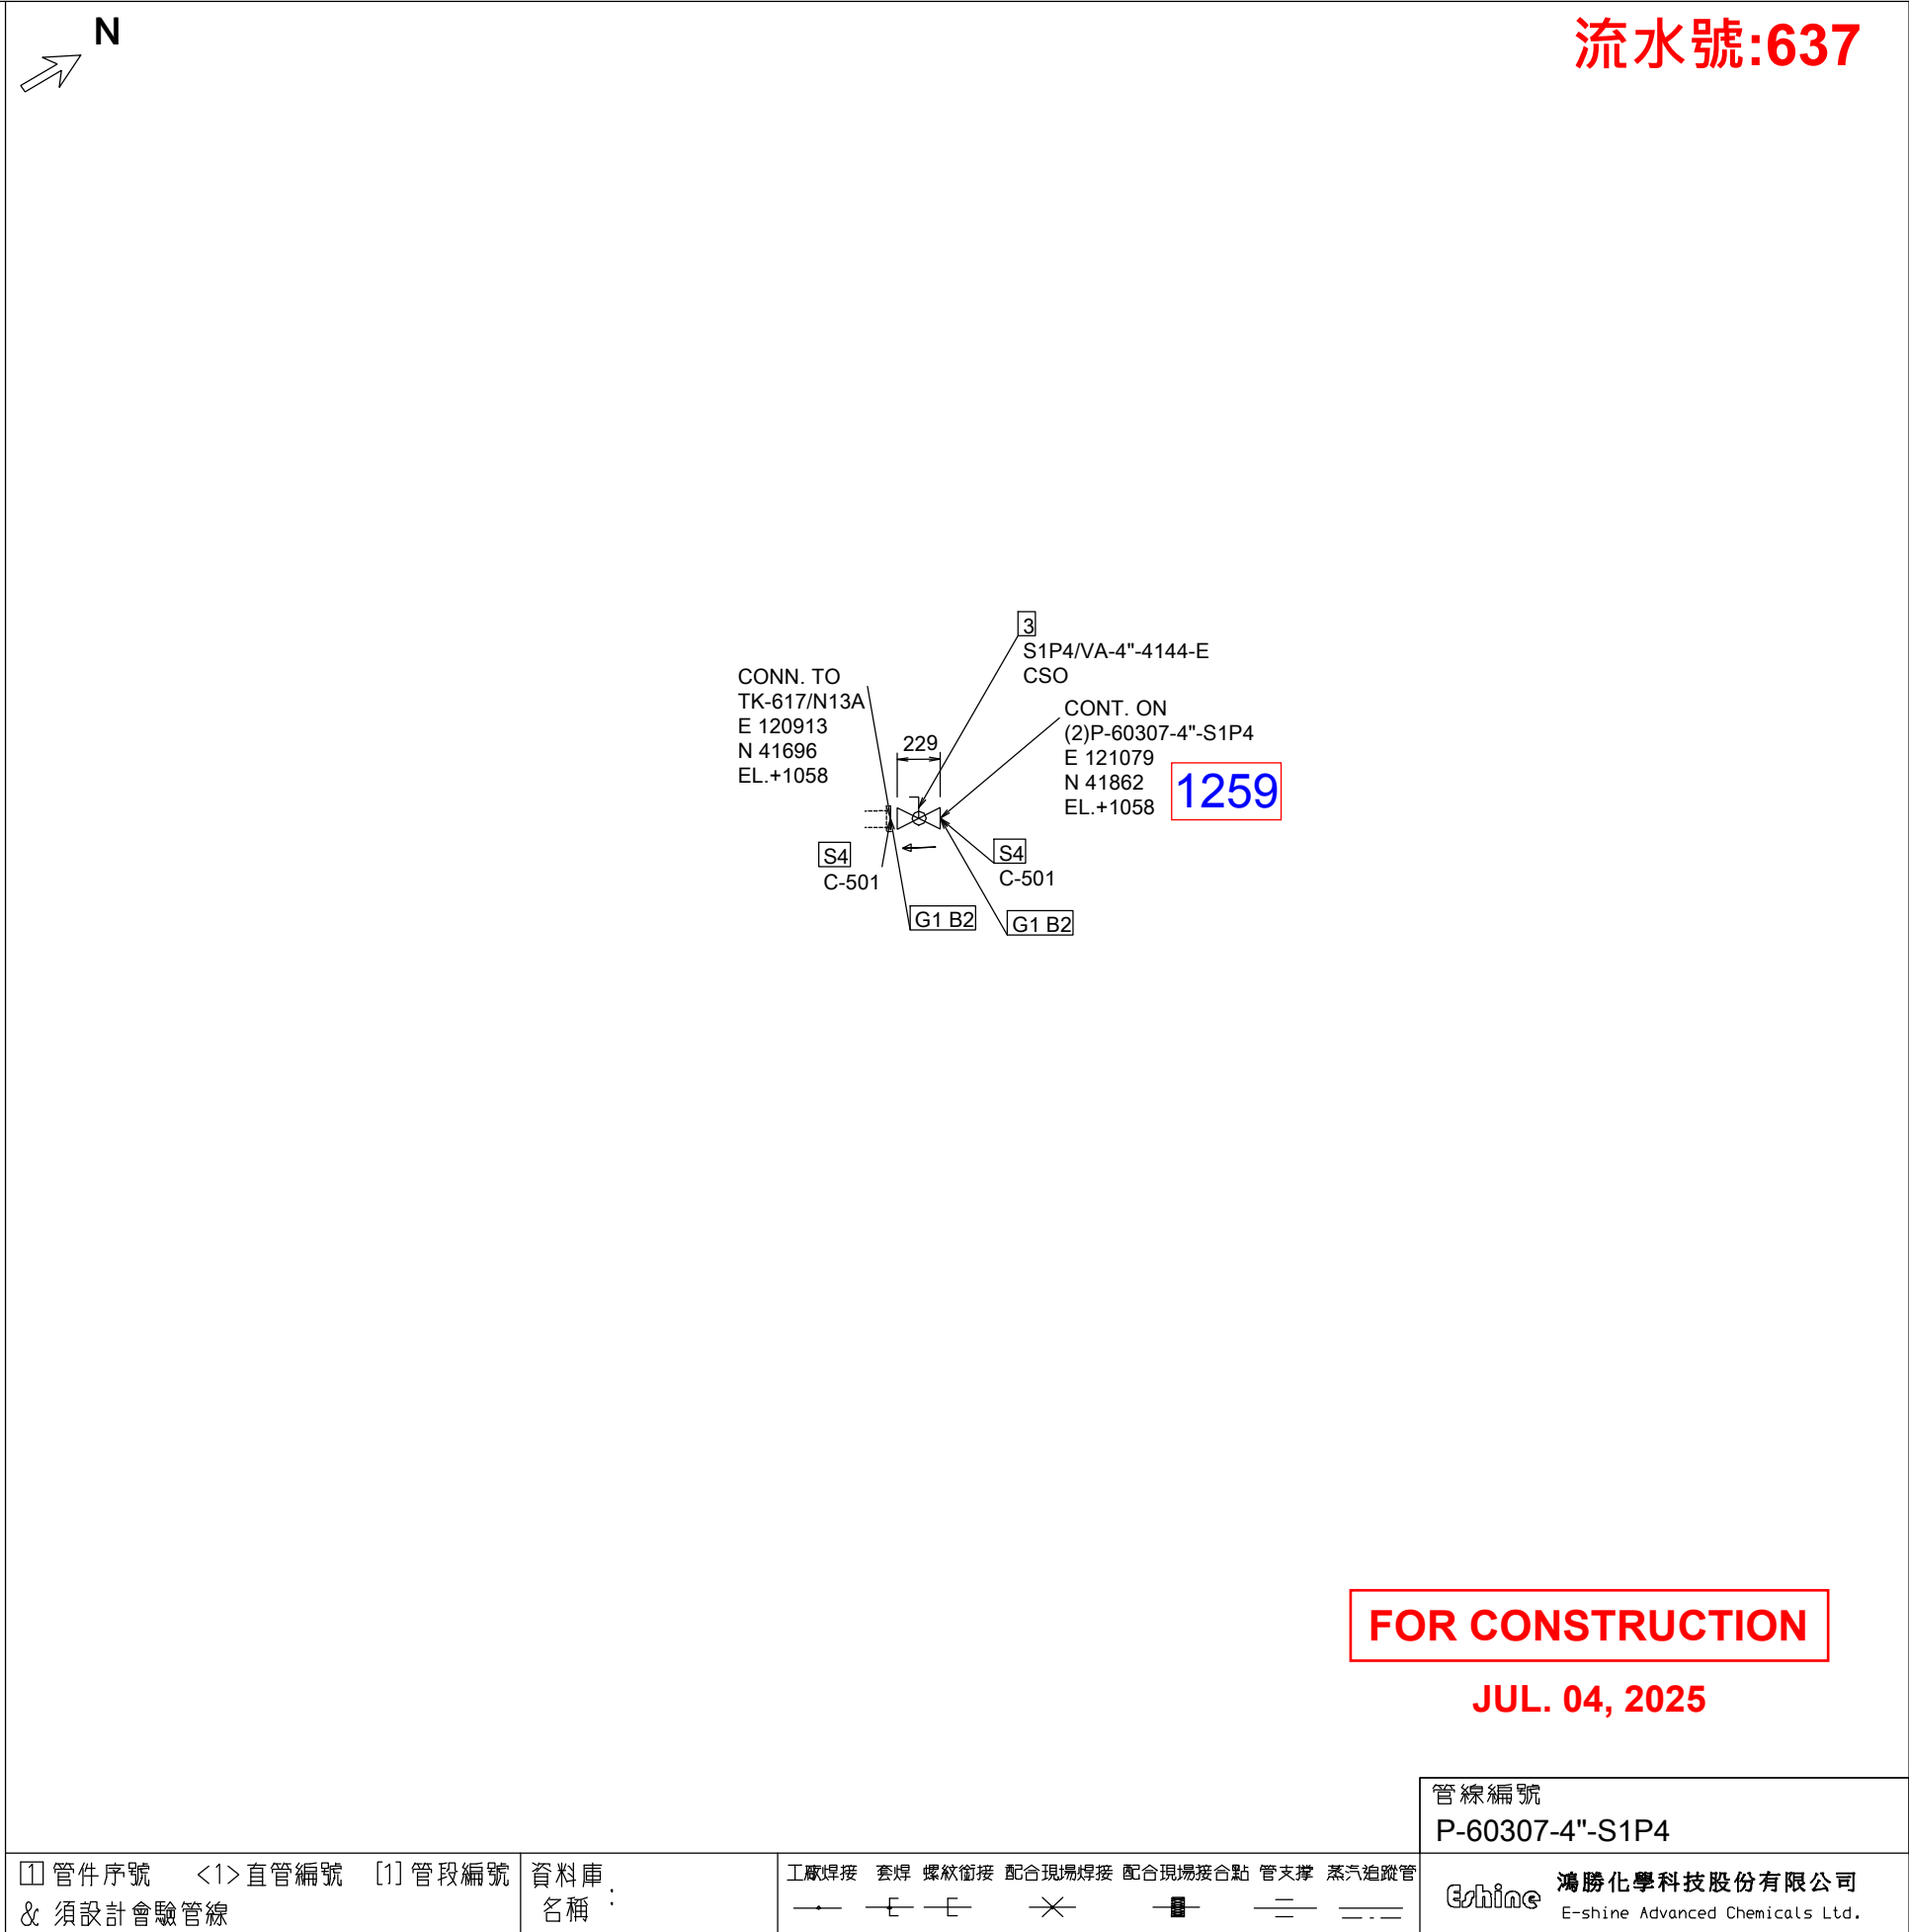 N
流水號:637
3
S1P4/VA-4"-4144-E
CSO
CONN. TO
TK-617/N13A
E 120913
N 41696
EL.+1058
CONT. ON
(2)P-60307-4"-S1P4
E 121079
N 41862
EL.+1058
1259
229
S4
C-501
S4
C-501
G1 B2
G1 B2
FOR CONSTRUCTION
JUL. 04, 2025
管線編號
P-60307-4"-S1P4
1 管件序號 <1> 直管編號 [1] 管段編號
& 須設計會驗管線
資料庫
名稱 :
工廠焊接 套焊 螺紋銜接 配合現場焊接 配合現場接合點 管支撐 蒸汽追蹤管
Eshine
鴻勝化學科技股份有限公司
E-shine Advanced Chemicals Ltd.